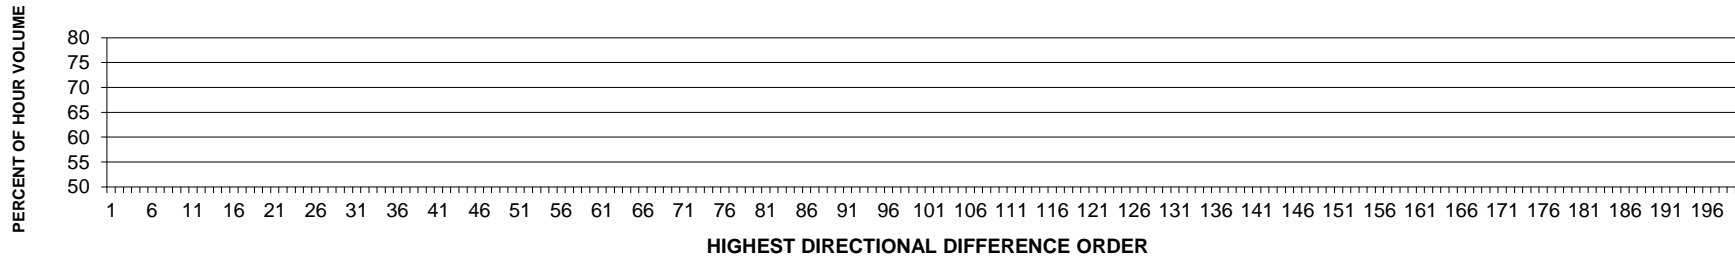 PERCENT OF HOUR VOLUME
80
75
70
65
60
55
50
1 6 11 16 21 26 31 36 41 46 51 56 61 66 71 76 81 86 91 96 101 106 111 116 121 126 131 136 141 146 151 156 161 166 171 176 181 186 191 196
HIGHEST DIRECTIONAL DIFFERENCE ORDER